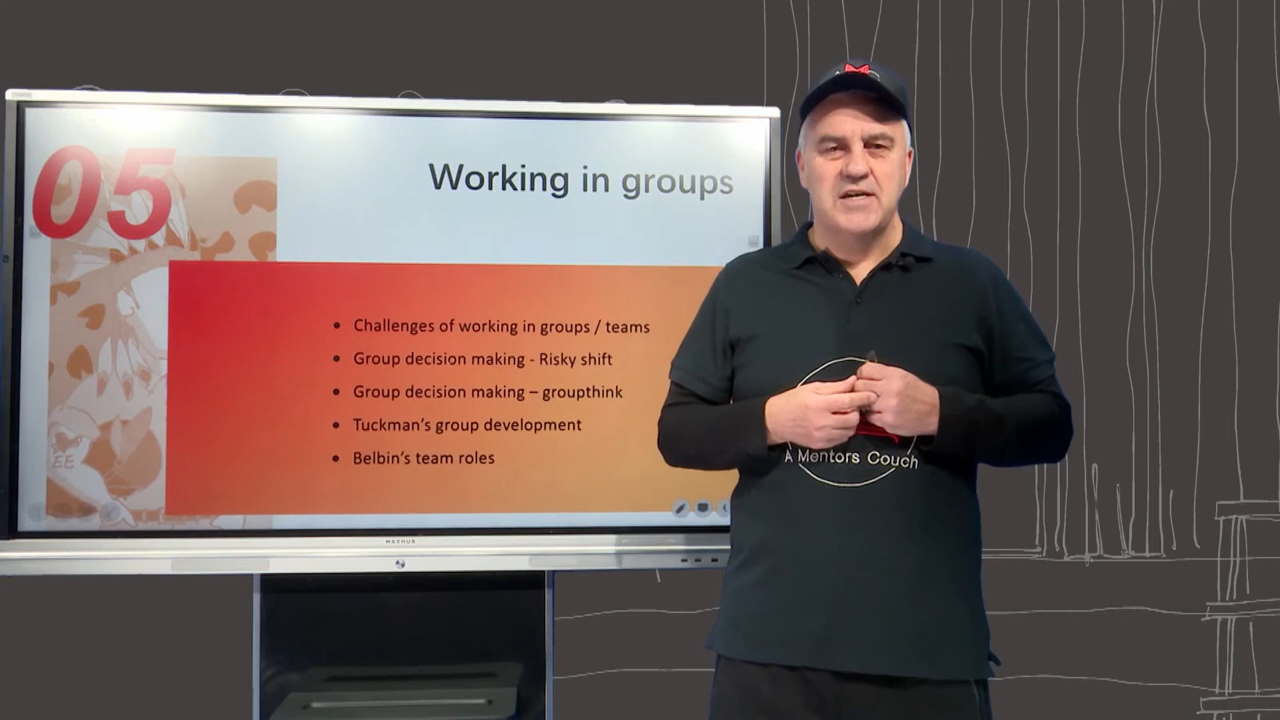 05
Working in groups
• Challenges of working in groups / teams
• Group decision making - Risky shift
• Group decision making – groupthink
• Tuckman's group development
• Belbin's team roles
MAXHUB
A Mentors Couch